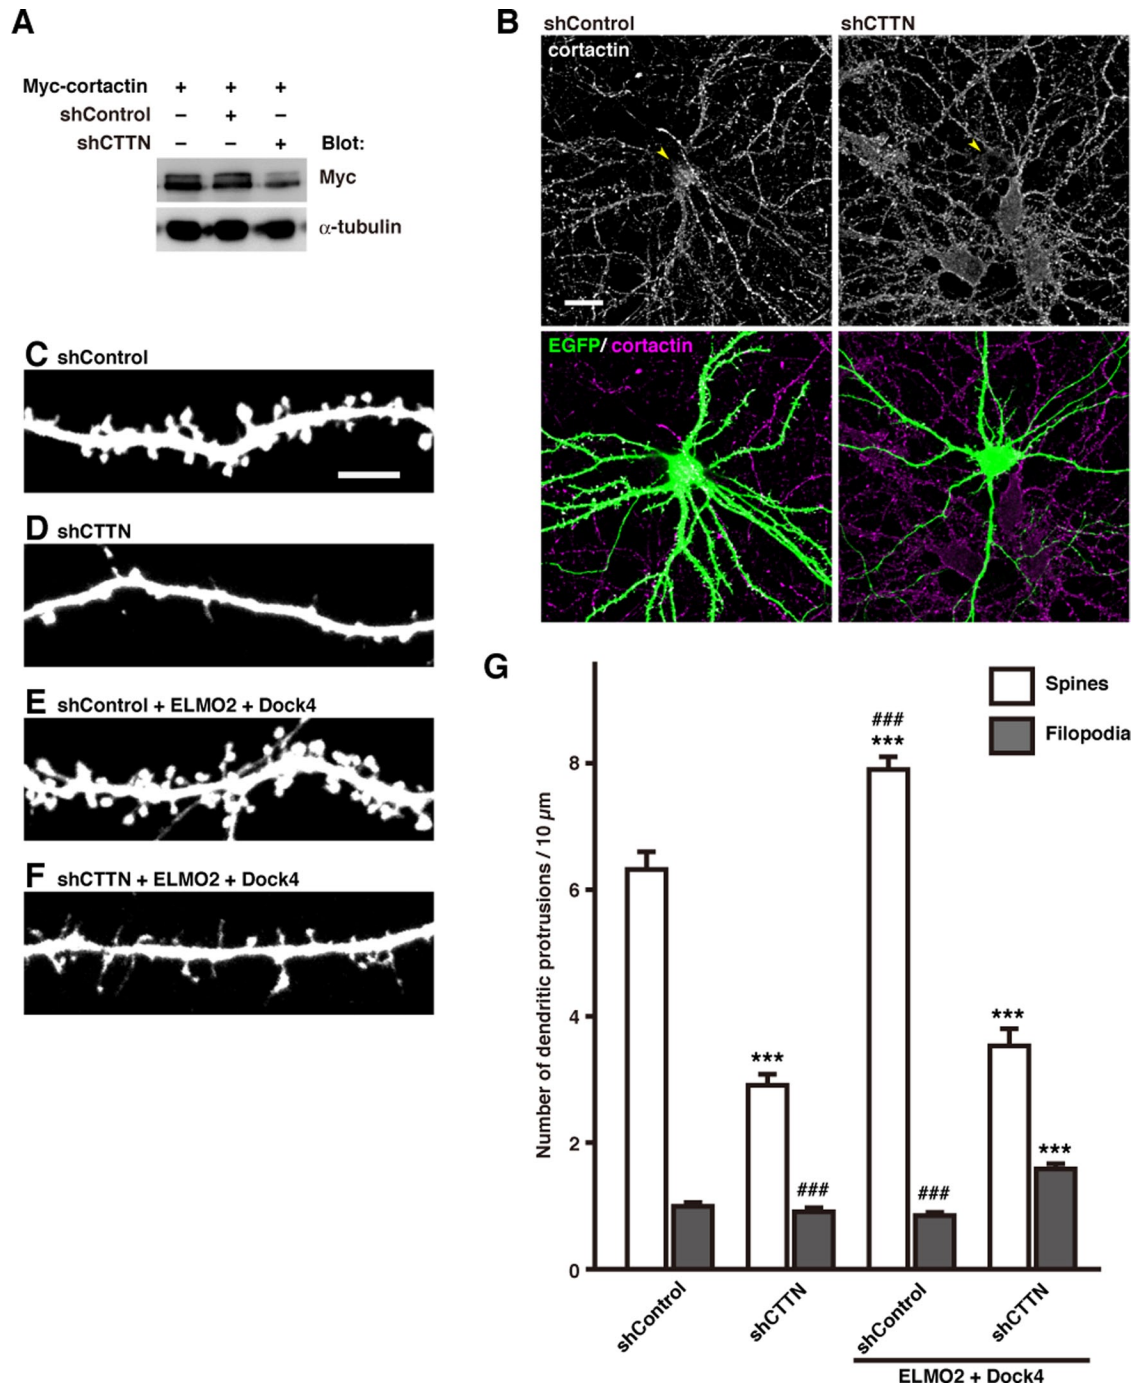 A
Myc-cortactin + + +
shControl – + –
shCTTN – – + Blot:
Myc
α-tubulin
B
shControl
cortactin
shCTTN
EGFP/ cortactin
C shControl
D shCTTN
E shControl + ELMO2 + Dock4
F shCTTN + ELMO2 + Dock4
G
Number of dendritic protrusions / 10 µm
8
6
4
2
0
Spines
Filopodia
***
###
###
***
###
***
***
shControl
shCTTN
shControl
shCTTN
ELMO2 + Dock4